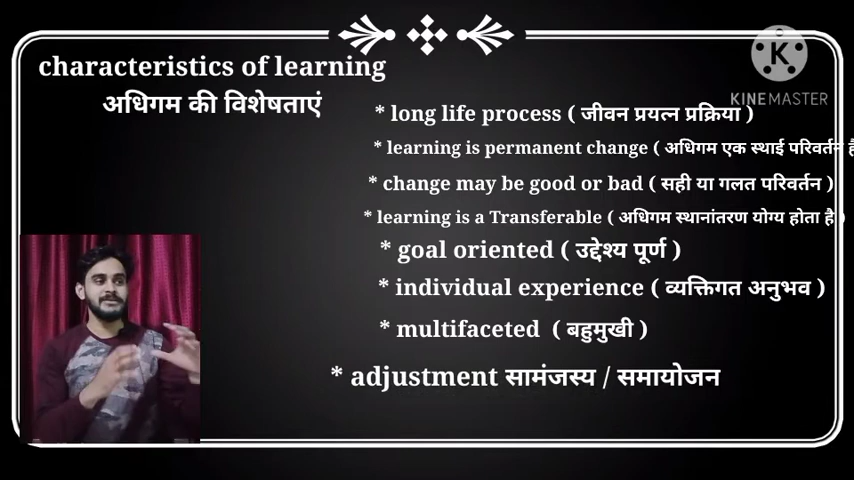 characteristics of learning
अधिगम की विशेषताएं
KINEMASTER
* long life process ( जीवन प्रयत्न प्रक्रिया )
* learning is permanent change ( अधिगम एक स्थाई परिवर्तन है
* change may be good or bad ( सही या गलत परिवर्तन )
* learning is a Transferable ( अधिगम स्थानांतरण योग्य होता है )
* goal oriented ( उद्देश्य पूर्ण )
* individual experience ( व्यक्तिगत अनुभव )
* multifaceted ( बहुमुखी )
* adjustment सामंजस्य / समायोजन